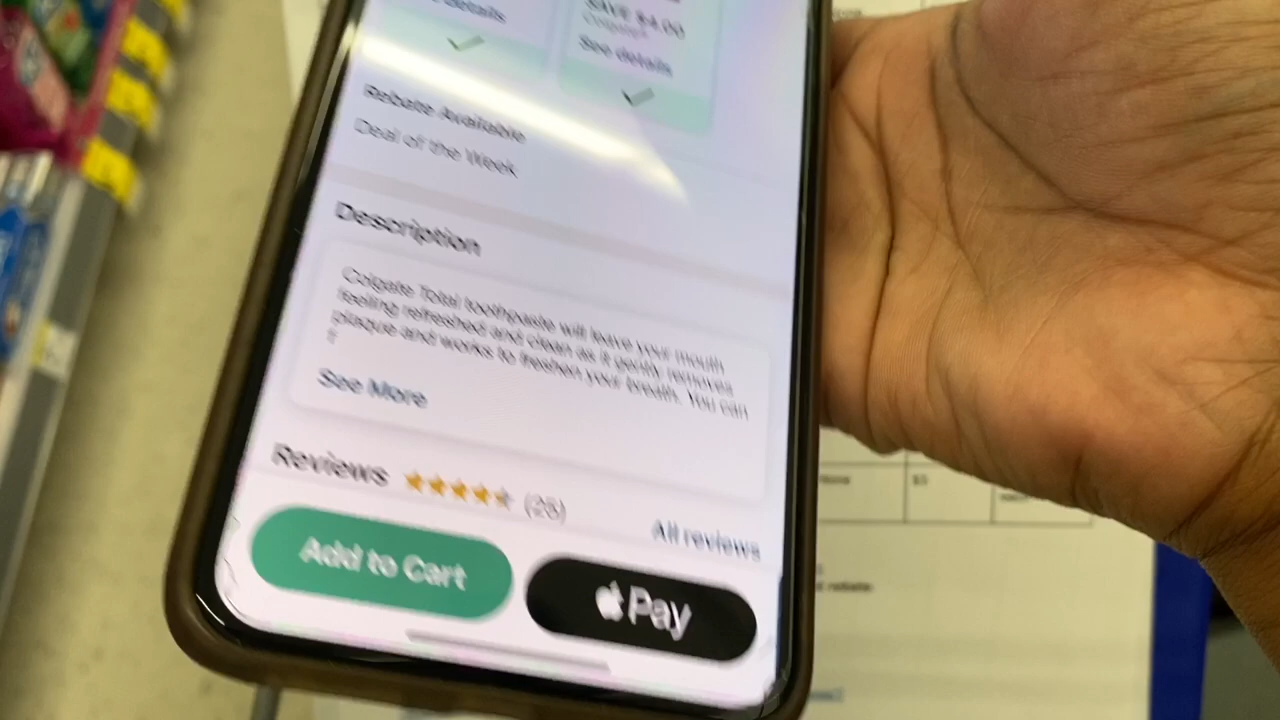 details
SAVE $4.00
See details
Rebate Available
Deal of the Week
Description
Colgate Total toothpaste will leave your mouth
feeling refreshed and clean as it gently removes
plaque and works to freshen your breath. You can
See More
Reviews
All reviews
Add to Cart
Pay
$3
rebate